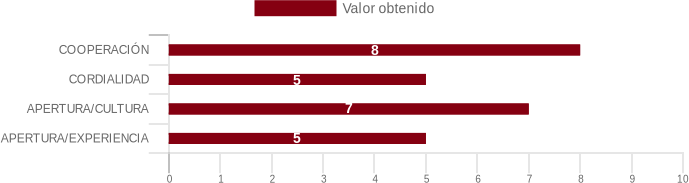 Valor obtenido
COOPERACIÓN 8
CORDIALIDAD 5
APERTURA/CULTURA 7
APERTURA/EXPERIENCIA 5
0 1 2 3 4 5 6 7 8 9 10